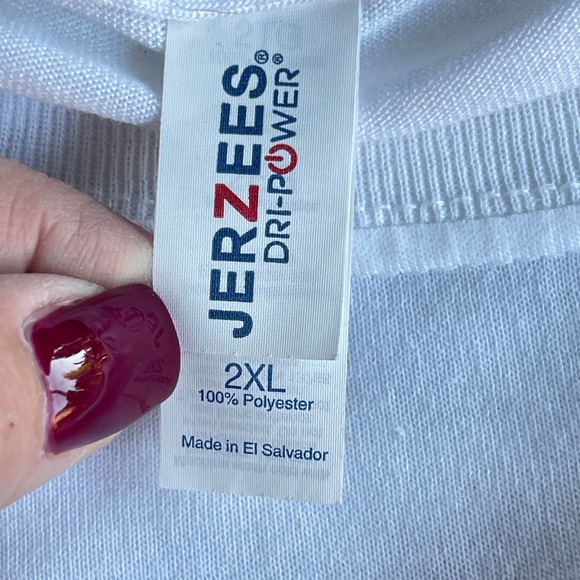 JERZEES®
DRI-POWER®
2XL
100% Polyester
Made in El Salvador